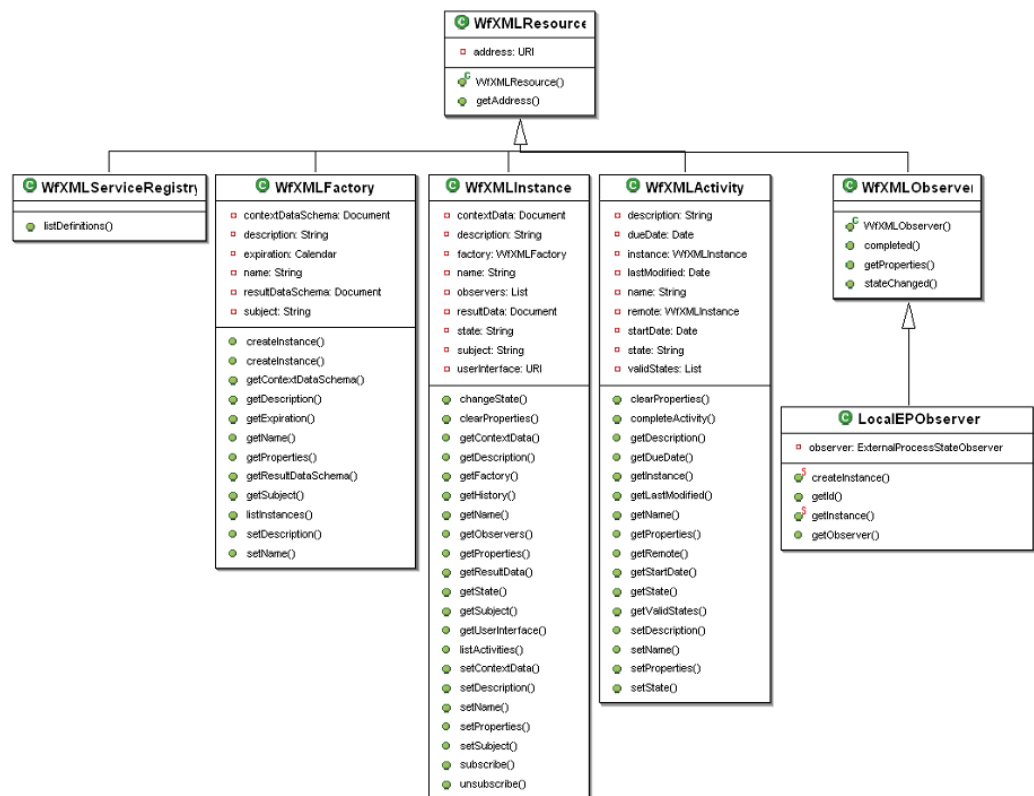 WfXMLResource
address: URI
WfXMLResource()
getAddress()
WfXMLServiceRegistry
listDefinitions()
WfXMLFactory
contextDataSchema: Document
description: String
expiration: Calendar
name: String
resultDataSchema: Document
subject: String
createInstance()
createInstance()
getContextDataSchema()
getDescription()
getExpiration()
getName()
getProperties()
getResultDataSchema()
getSubject()
listInstances()
setDescription()
setName()
WfXMLInstance
contextData: Document
description: String
factory: WfXMLFactory
name: String
observers: List
resultData: Document
state: String
subject: String
userInterface: URI
changeState()
clearProperties()
getContextData()
getDescription()
getFactory()
getHistory()
getName()
getObservers()
getProperties()
getResultData()
getState()
getSubject()
getUserInterface()
listActivities()
setContextData()
setDescription()
setName()
setProperties()
setSubject()
subscribe()
unsubscribe()
WfXMLActivity
description: String
dueDate: Date
instance: WfXMLInstance
lastModified: Date
name: String
remote: WfXMLInstance
startDate: Date
state: String
validStates: List
clearProperties()
completeActivity()
getDescription()
getDueDate()
getInstance()
getLastModified()
getName()
getProperties()
getRemote()
getStartDate()
getState()
getValidStates()
setDescription()
setName()
setProperties()
setState()
WfXMLObserver
WfXMLObserver()
completed()
getProperties()
stateChanged()
LocalEPObserver
observer: ExternalProcessStateObserver
createInstance()
getId()
getInstance()
getObserver()